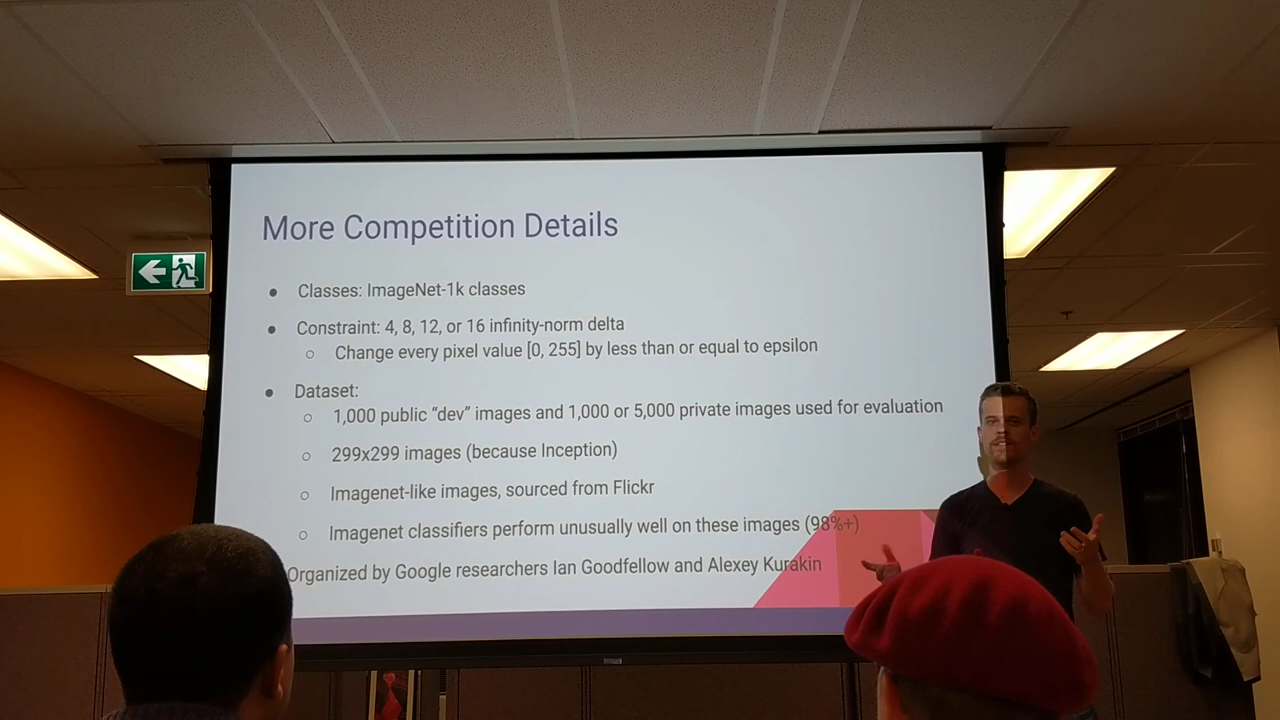 More Competition Details
● Classes: ImageNet-1k classes
● Constraint: 4, 8, 12, or 16 infinity-norm delta
○ Change every pixel value [0, 255] by less than or equal to epsilon
● Dataset:
○ 1,000 public “dev” images and 1,000 or 5,000 private images used for evaluation
○ 299x299 images (because Inception)
○ Imagenet-like images, sourced from Flickr
○ Imagenet classifiers perform unusually well on these images (98%+)
Organized by Google researchers Ian Goodfellow and Alexey Kurakin